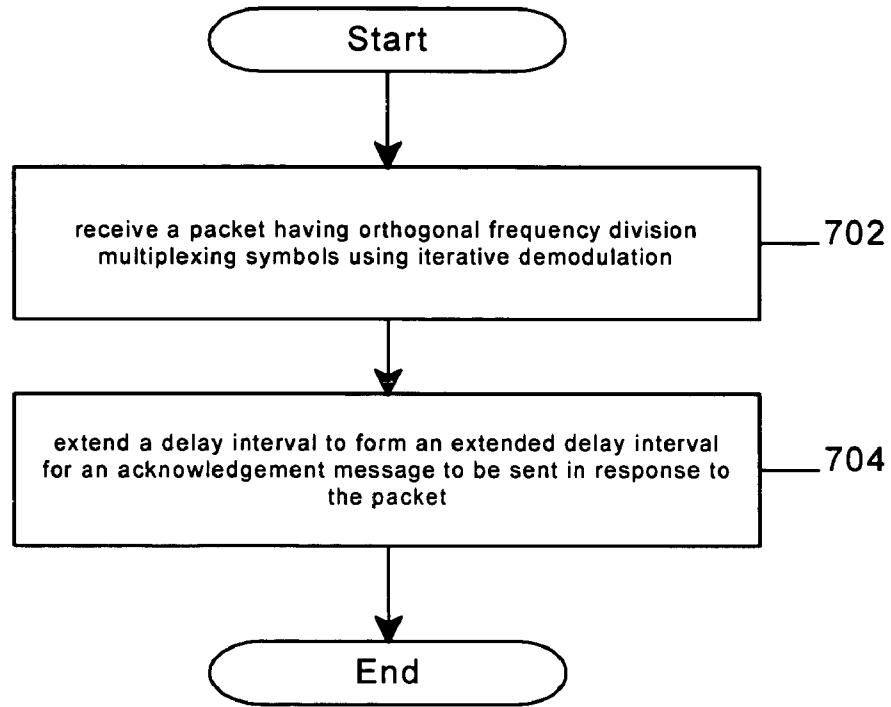 Start
receive a packet having orthogonal frequency division
multiplexing symbols using iterative demodulation
702
extend a delay interval to form an extended delay interval
for an acknowledgement message to be sent in response to
the packet
704
End